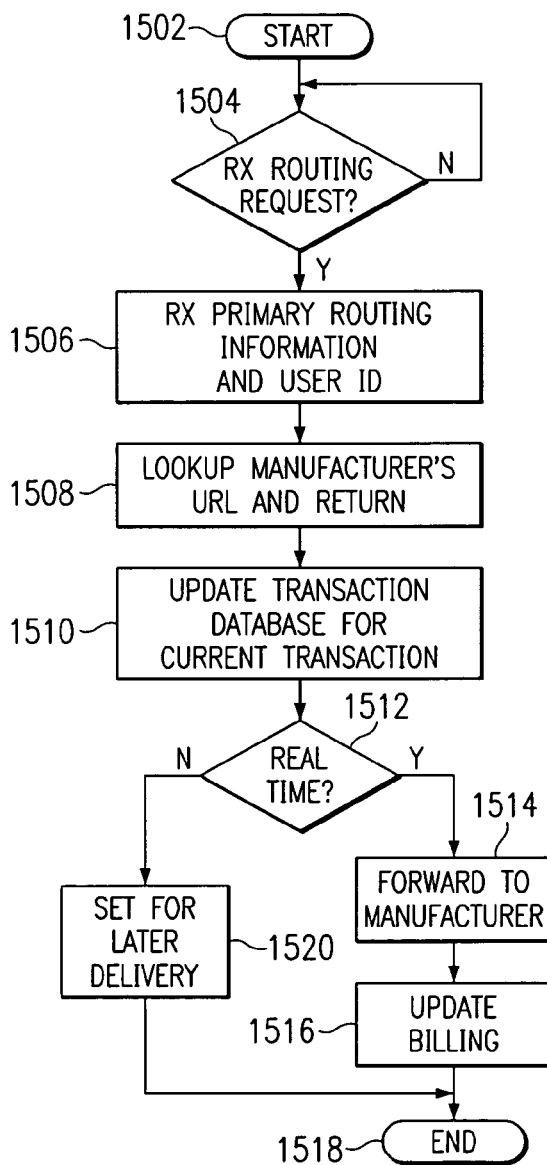 1502
START
1504
RX ROUTING
REQUEST?
N
Y
1506
RX PRIMARY ROUTING
INFORMATION
AND USER ID
1508
LOOKUP MANUFACTURER'S
URL AND RETURN
1510
UPDATE TRANSACTION
DATABASE FOR
CURRENT TRANSACTION
1512
N
REAL
TIME?
Y
1514
FORWARD TO
MANUFACTURER
SET FOR
LATER
DELIVERY
1520
1516
UPDATE
BILLING
1518
END